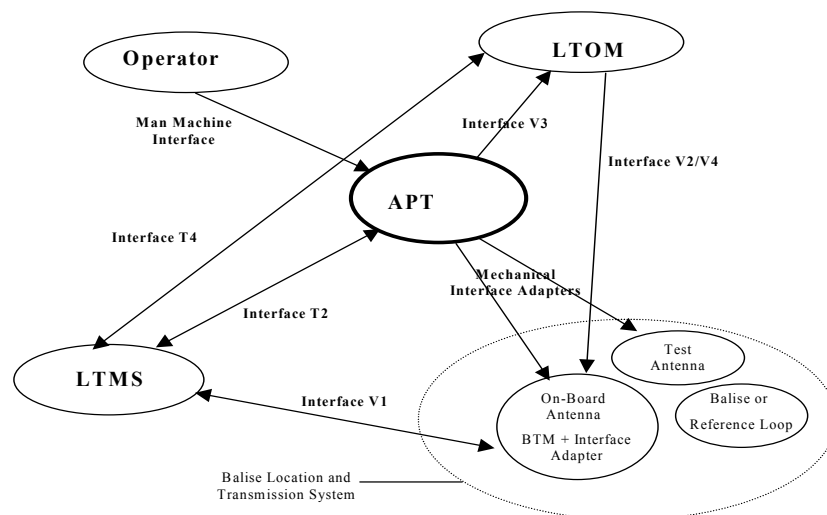 Operator
LTOM
Man Machine
Interface
Interface V3
Interface V2/V4
APT
Interface T4
Mechanical
Interface Adapters
Interface T2
Test
Antenna
LTMS
On-Board
Antenna
BTM + Interface
Adapter
Balise or
Reference Loop
Interface V1
Balise Location and
Transmission System